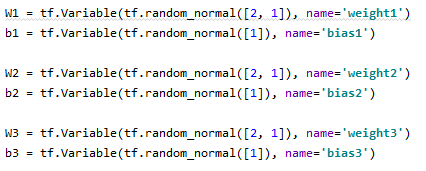 W1 = tf.Variable(tf.random_normal([2, 1]), name='weight1')
b1 = tf.Variable(tf.random_normal([1]), name='bias1')
W2 = tf.Variable(tf.random_normal([2, 1]), name='weight2')
b2 = tf.Variable(tf.random_normal([1]), name='bias2')
W3 = tf.Variable(tf.random_normal([2, 1]), name='weight3')
b3 = tf.Variable(tf.random_normal([1]), name='bias3')